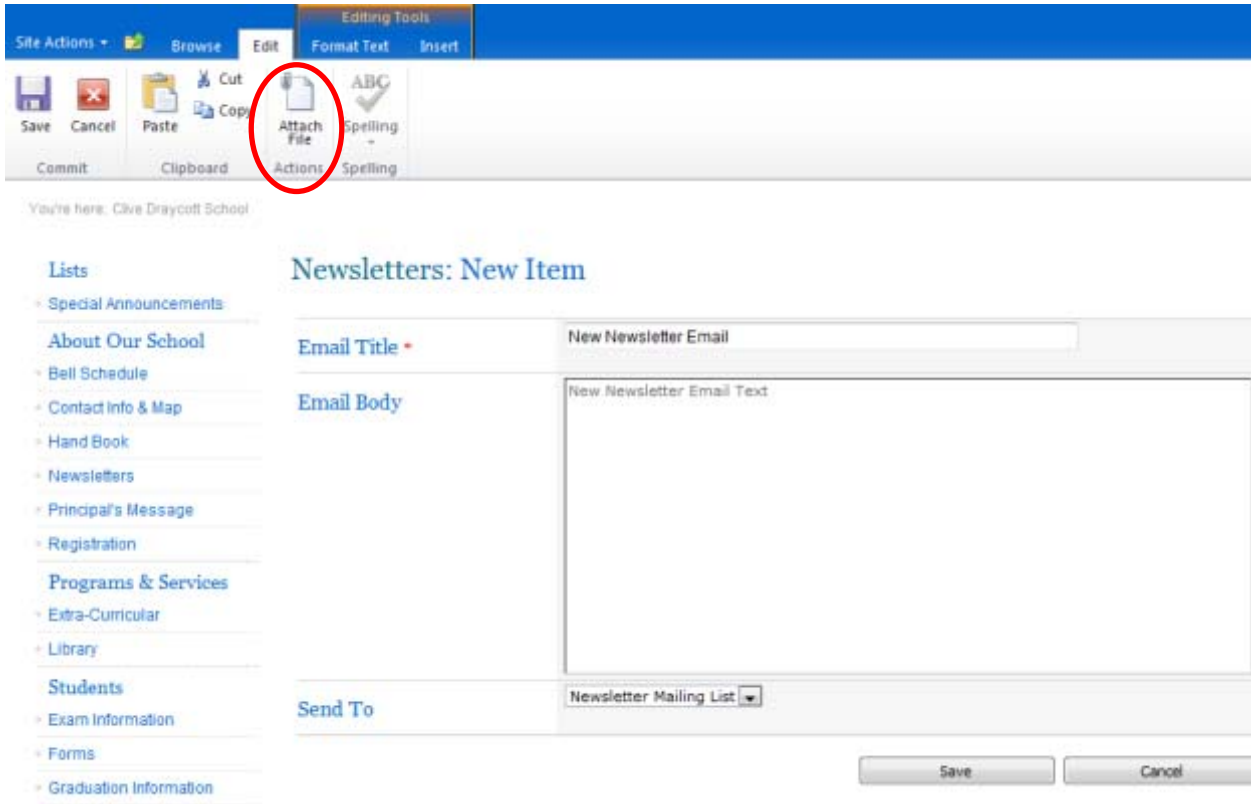 Editing Tools
Site Actions Browse Edit Format Text Insert
Save Cancel Paste Cut Copy Attach File ABC Spelling
Commit Clipboard Actions Spelling
You're here: Clive Draycott School
Lists
Special Announcements
About Our School
Bell Schedule
Contact Info & Map
Hand Book
Newsletters
Principal's Message
Registration
Programs & Services
Extra-Curricular
Library
Students
Exam Information
Forms
Graduation Information
Newsletters: New Item
Email Title *
New Newsletter Email
Email Body
New Newsletter Email Text
Send To
Newsletter Mailing List
Save Cancel